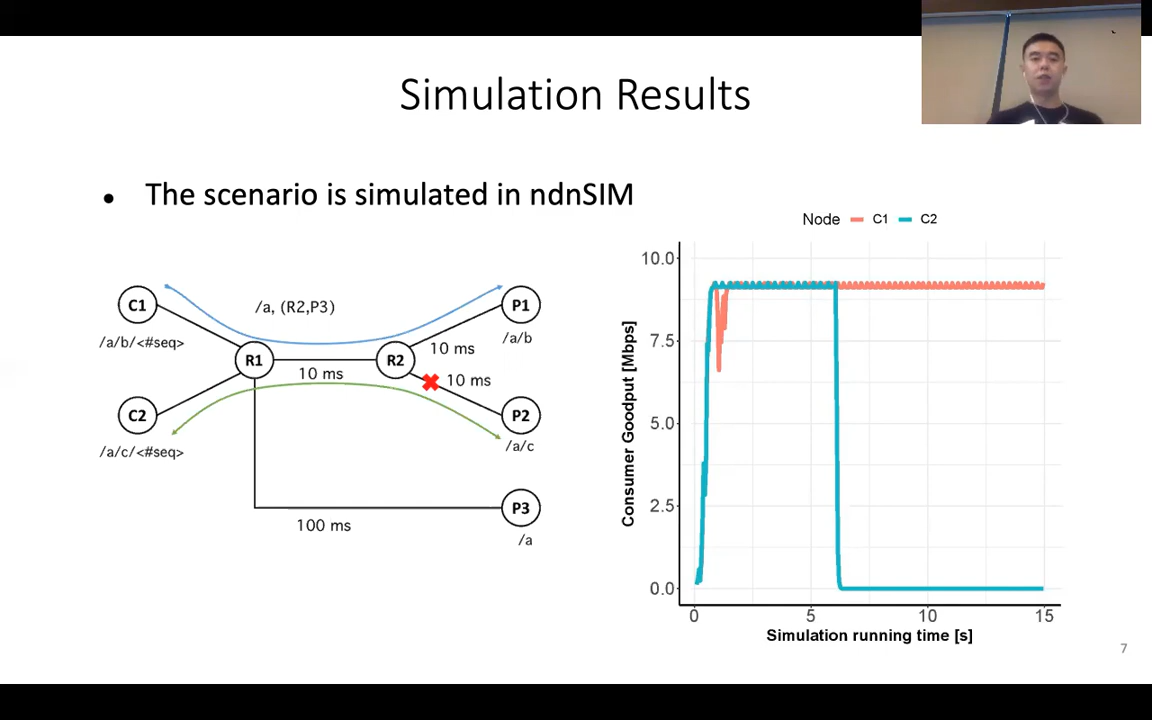 Simulation Results
● The scenario is simulated in ndnSIM
C1
/a/b/<#seq>
/a, (R2,P3)
P1
/a/b
R1
10 ms
R2
10 ms
10 ms
C2
/a/c/<#seq>
P2
/a/c
100 ms
P3
/a
Node C1 C2
Consumer Goodput [Mbps]
10.0
7.5
5.0
2.5
0.0
0 5 10 15
Simulation running time [s]
7